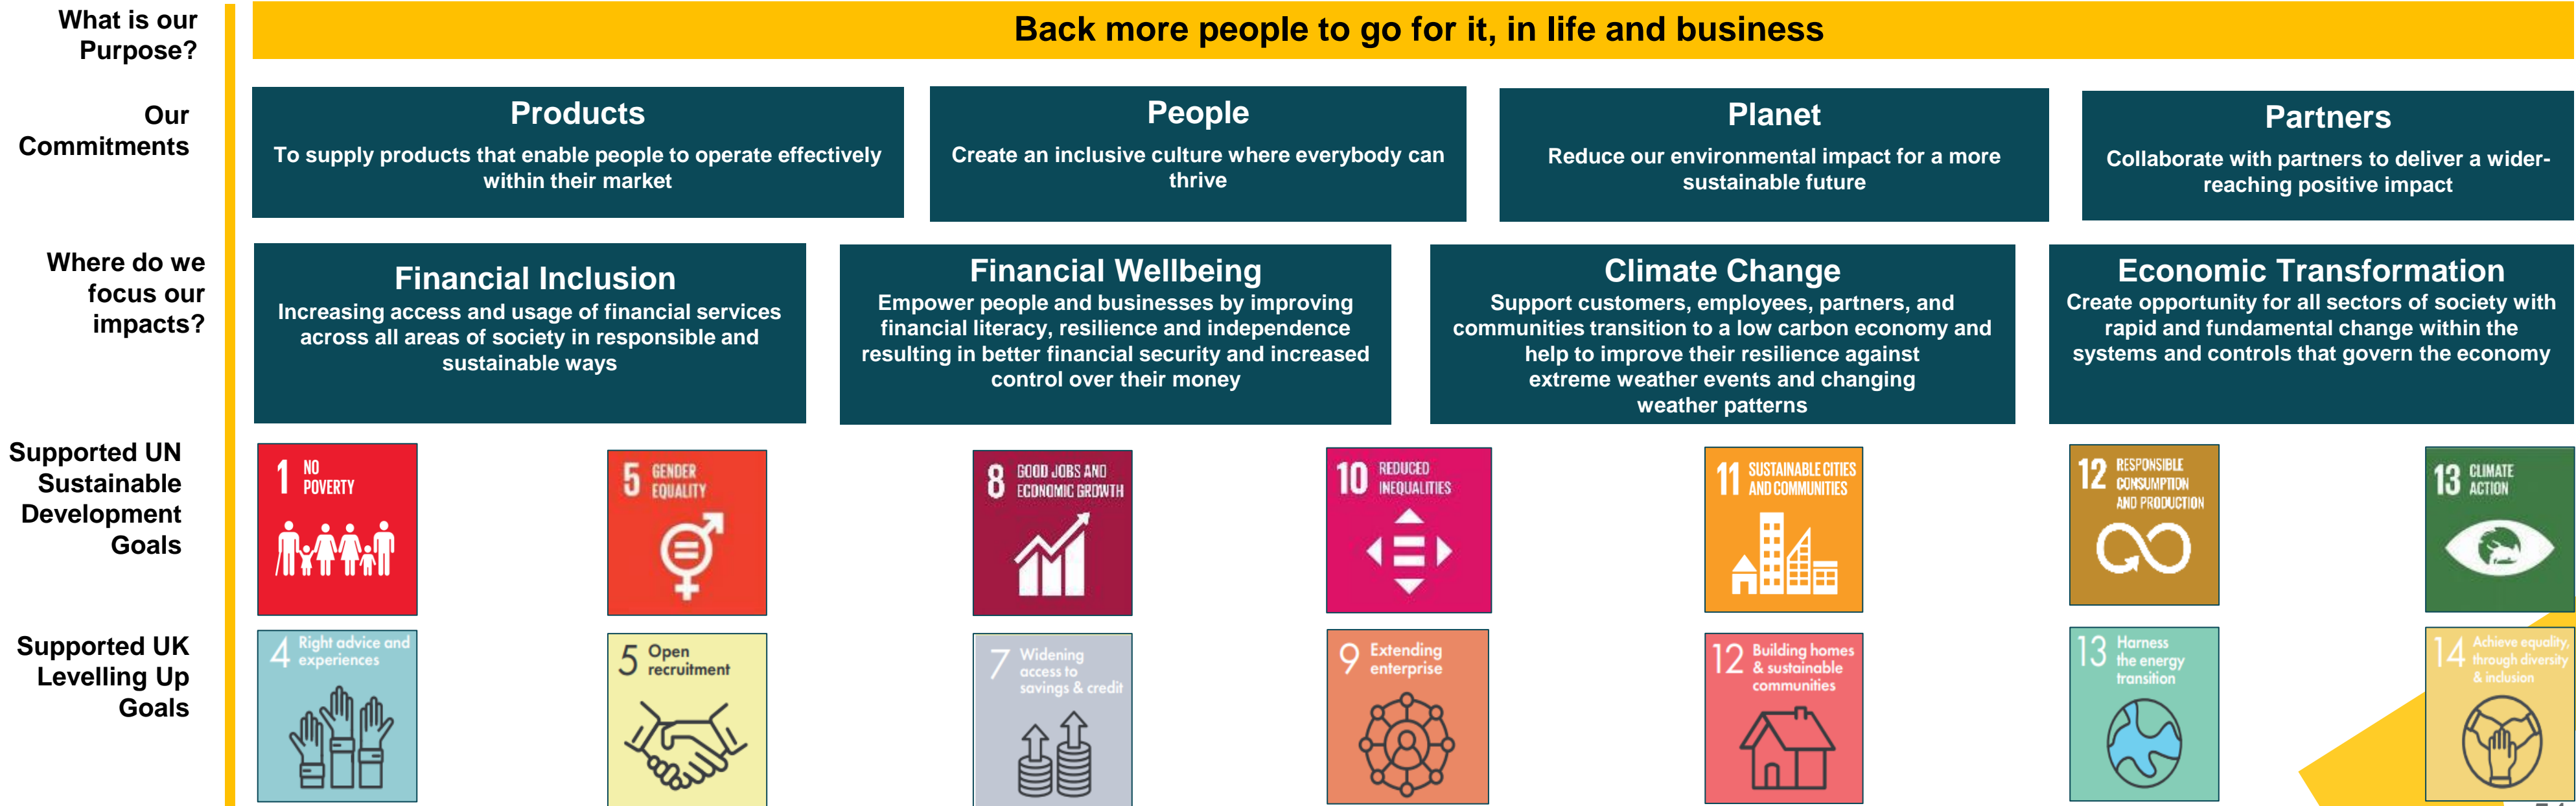 What is our
Purpose?
Back more people to go for it, in life and business
Our
Commitments
Products
To supply products that enable people to operate effectively
within their market
People
Create an inclusive culture where everybody can
thrive
Planet
Reduce our environmental impact for a more
sustainable future
Partners
Collaborate with partners to deliver a wider-
reaching positive impact
Where do we
focus our
impacts?
Financial Inclusion
Increasing access and usage of financial services
across all areas of society in responsible and
sustainable ways
Financial Wellbeing
Empower people and businesses by improving
financial literacy, resilience and independence
resulting in better financial security and increased
control over their money
Climate Change
Support customers, employees, partners, and
communities transition to a low carbon economy and
help to improve their resilience against
extreme weather events and changing
weather patterns
Economic Transformation
Create opportunity for all sectors of society with
rapid and fundamental change within the
systems and controls that govern the economy
Supported UN
Sustainable
Development
Goals
1 NO
POVERTY
5 GENDER
EQUALITY
8 GOOD JOBS AND
ECONOMIC GROWTH
10 REDUCED
INEQUALITIES
11 SUSTAINABLE CITIES
AND COMMUNITIES
12 RESPONSIBLE
CONSUMPTION
AND PRODUCTION
13 CLIMATE
ACTION
Supported UK
Levelling Up
Goals
4 Right advice and
experiences
5 Open
recruitment
7 Widening
access to
savings & credit
9 Extending
enterprise
12 Building homes
& sustainable
communities
13 Harness
the energy
transition
14 Achieve equality,
through diversity
& inclusion